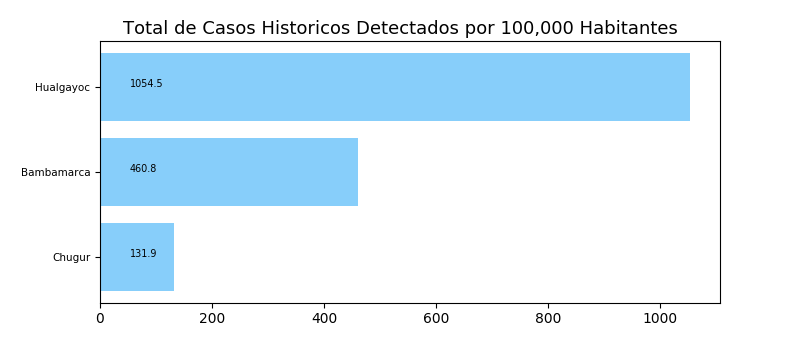 Total de Casos Historicos Detectados por 100,000 Habitantes
Hualgayoc
1054.5
Bambamarca
460.8
Chugur
131.9
0 200 400 600 800 1000